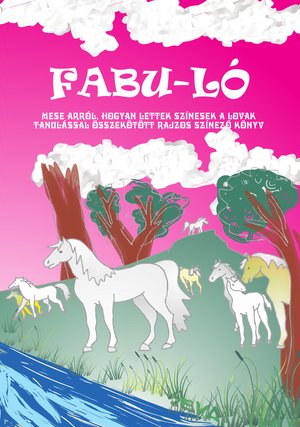 FABU-LÓ
MESE ARRÓL, HOGYAN LETTEK SZÍNESEK A LOVAK
TANULÁSSAL ÖSSZEKÖTÖTT RAJZOS SZÍNEZŐ KÖNYV